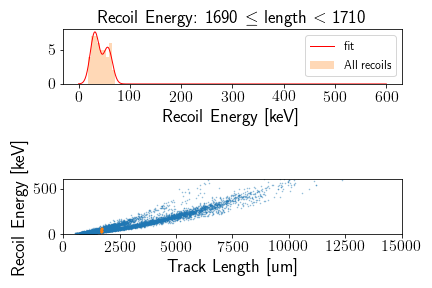 Recoil Energy: 1690 ≤ length < 1710
5
0
fit
All recoils
0 100 200 300 400 500 600
Recoil Energy [keV]
Recoil Energy [keV]
500
0
0 2500 5000 7500 10000 12500 15000
Track Length [um]